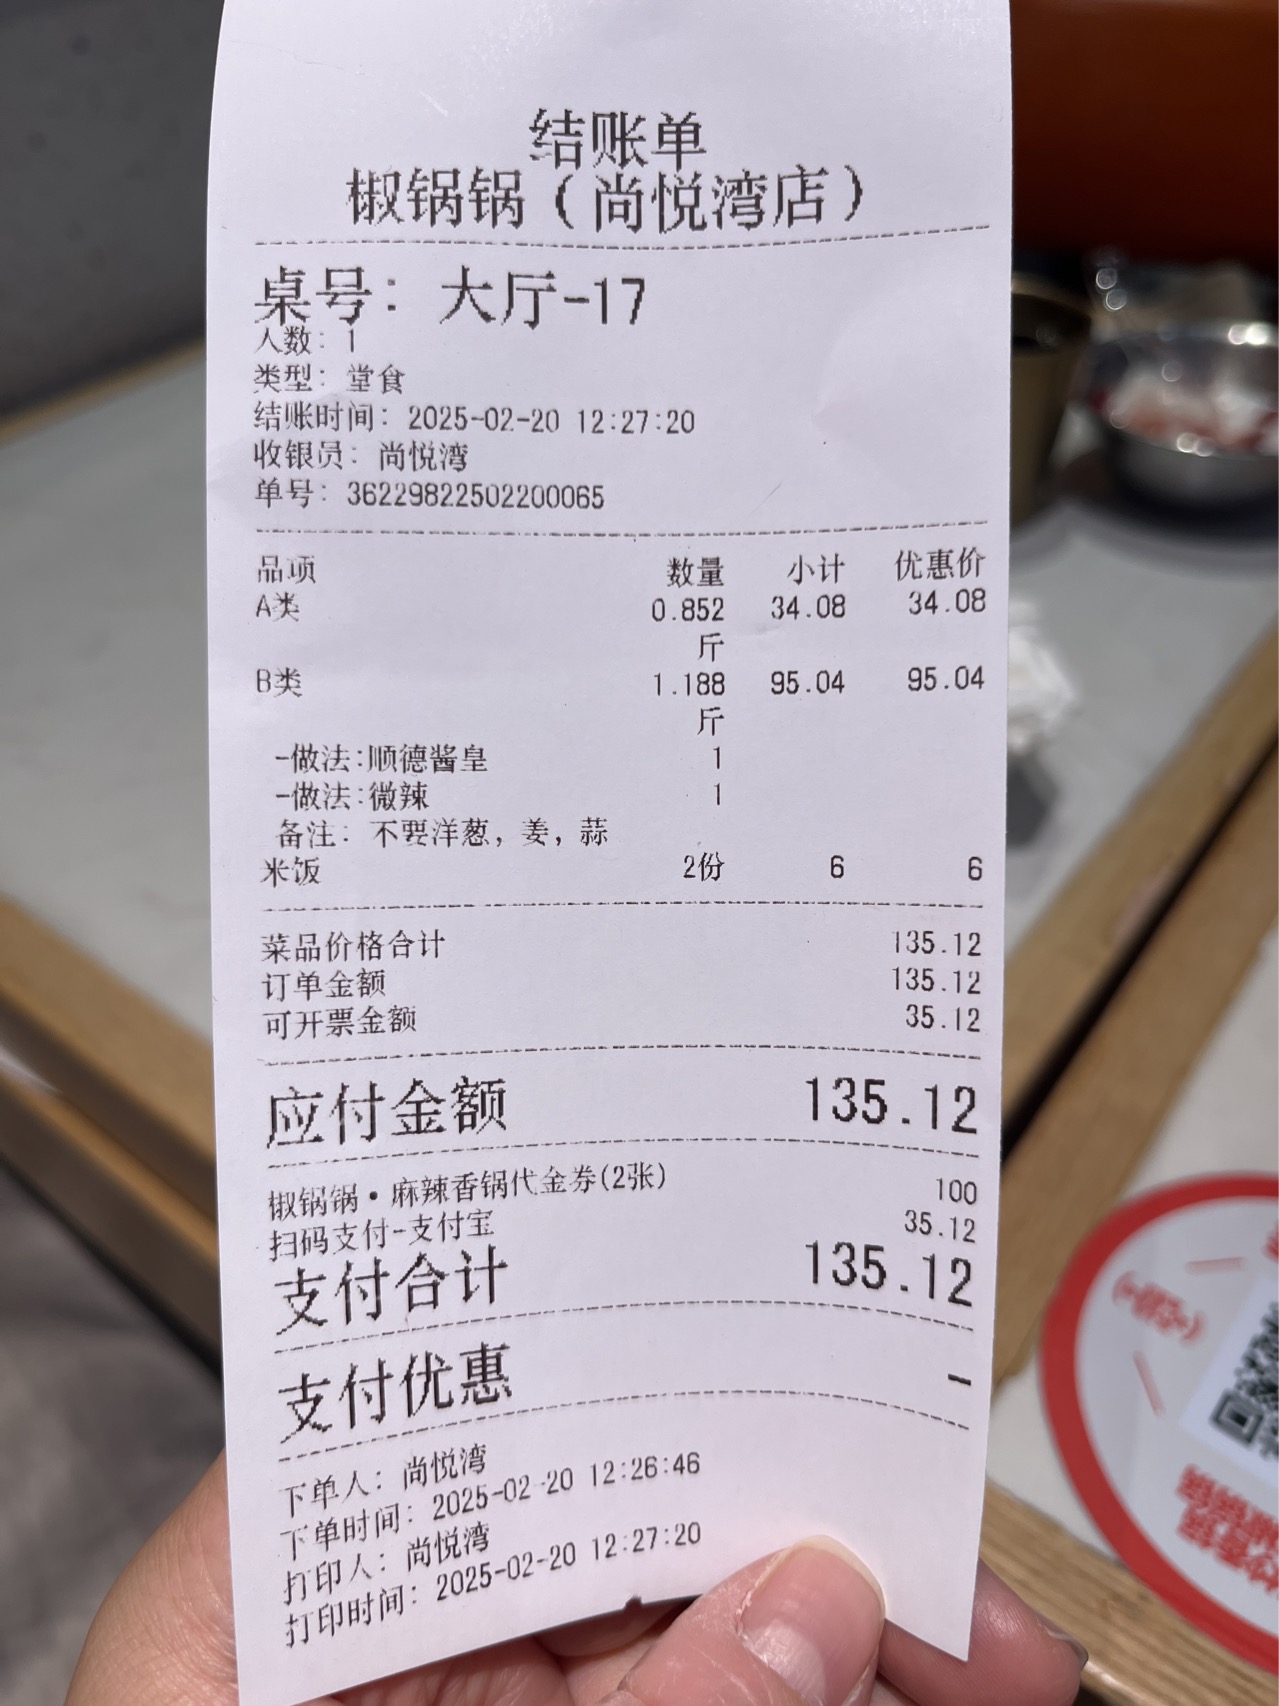 结账单
椒锅锅（尚悦湾店）
桌号：大厅-17
人数：1
类型：堂食
结账时间：2025-02-20 12:27:20
收银员：尚悦湾
单号：36229822502200065
品项 数量 小计 优惠价
A类 0.852 34.08 34.08
斤
B类 1.188 95.04 95.04
斤
-做法:顺德酱皇 1
-做法:微辣 1
备注：不要洋葱，姜，蒜
米饭 2份 6 6
菜品价格合计 135.12
订单金额 135.12
可开票金额 35.12
应付金额 135.12
椒锅锅•麻辣香锅代金券(2张) 100
扫码支付-支付宝 35.12
支付合计 135.12
支付优惠 -
下单人：尚悦湾
下单时间：2025-02-20 12:26:46
打印人：尚悦湾
打印时间：2025-02-20 12:27:20